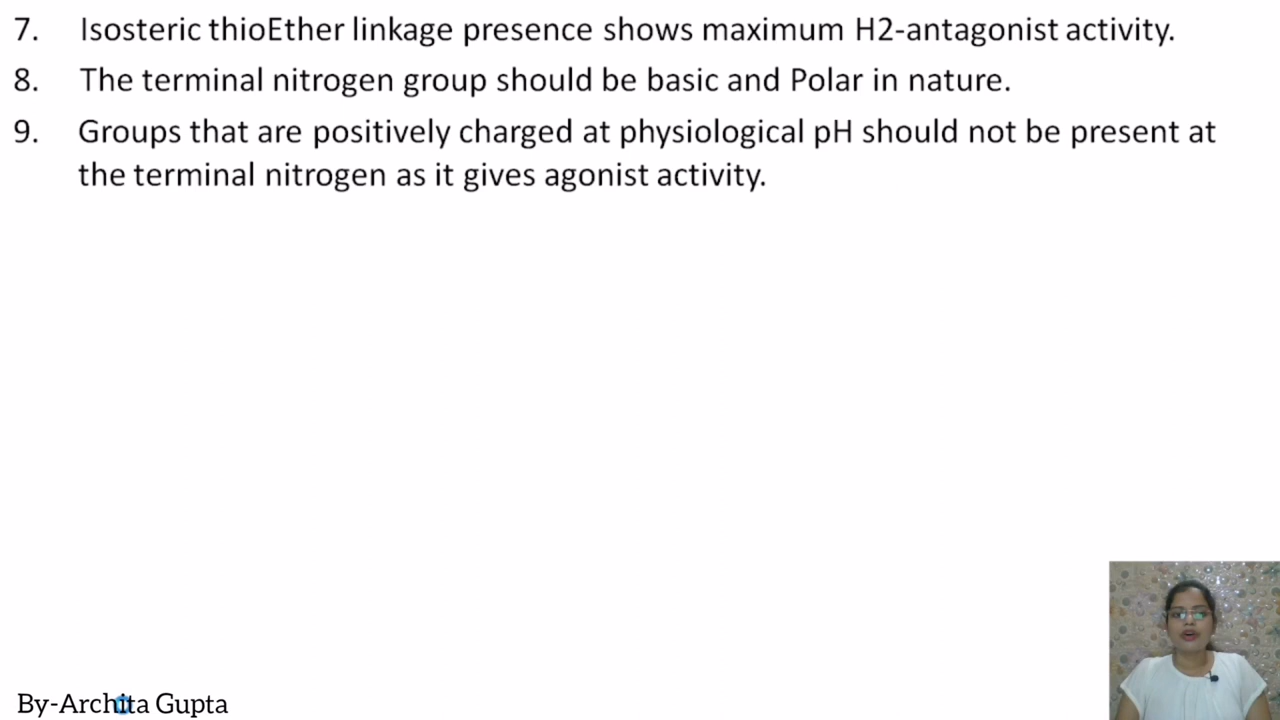 7. Isosteric thioEther linkage presence shows maximum H2-antagonist activity.
8. The terminal nitrogen group should be basic and Polar in nature.
9. Groups that are positively charged at physiological pH should not be present at
the terminal nitrogen as it gives agonist activity.
By-Archita Gupta